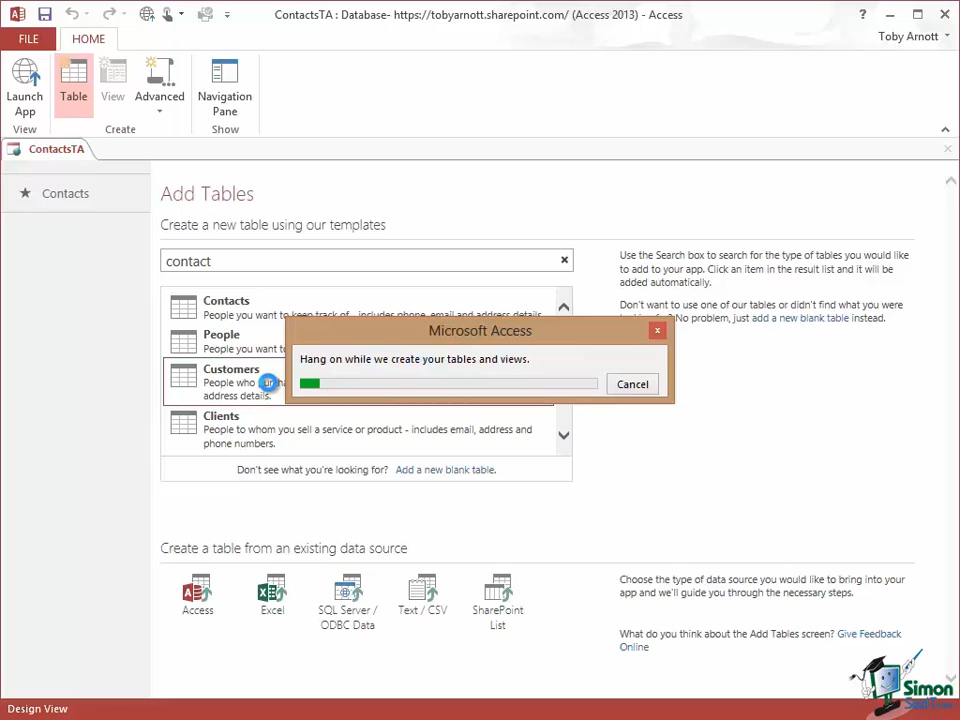 ContactsTA : Database- https://tobyarnott.sharepoint.com/ (Access 2013) - Access
Toby Arnott
FILE
HOME
Launch App
Table
View
Advanced
Navigation Pane
View
Create
Show
ContactsTA
Contacts
Add Tables
Create a new table using our templates
contact
Contacts
People you want to keep track of - includes phone, email and address details.
People
People you want to
Customers
People who purcha
address details.
Clients
People to whom you sell a service or product - includes email, address and
phone numbers.
Don't see what you're looking for? Add a new blank table.
Use the Search box to search for the type of tables you would like
to add to your app. Click an item in the result list and it will be
added automatically.
Don't want to use one of our tables or didn't find what you were
No problem, just add a new blank table instead.
Microsoft Access
Hang on while we create your tables and views.
Cancel
Create a table from an existing data source
Access
Excel
SQL Server /
ODBC Data
Text / CSV
SharePoint
List
Choose the type of data source you would like to bring into your
app and we'll guide you through the necessary steps.
What do you think about the Add Tables screen? Give Feedback
Online
Simon
Design View